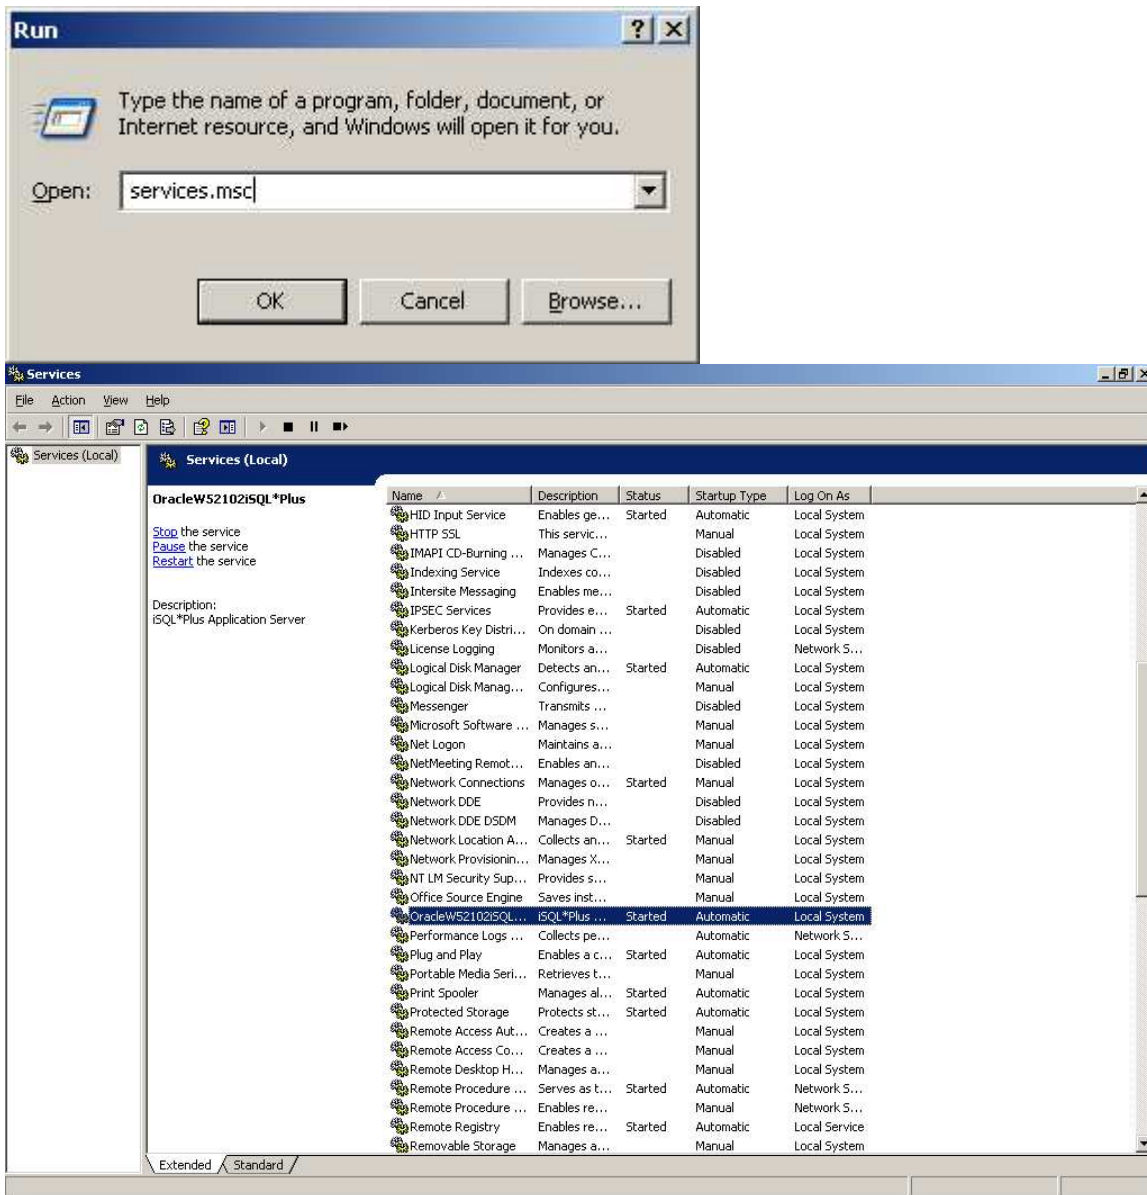 Run
Type the name of a program, folder, document, or
Internet resource, and Windows will open it for you.
Open: services.msc
OK Cancel Browse...
Services
File Action View Help
Services (Local)
Services (Local)
OracleW52102iSQL*Plus
Stop the service
Pause the service
Restart the service
Description:
iSQL*Plus Application Server
Name Description Status Startup Type Log On As
HID Input Service Enables ge... Started Automatic Local System
HTTP SSL This servic... Manual Local System
IMAPI CD-Burning ... Manages C... Disabled Local System
Indexing Service Indexes co... Disabled Local System
Intersite Messaging Enables me... Disabled Local System
IPSEC Services Provides e... Started Automatic Local System
Kerberos Key Distri... On domain ... Disabled Local System
License Logging Monitors a... Disabled Network S...
Logical Disk Manager Detects an... Started Automatic Local System
Logical Disk Manag... Configures... Manual Local System
Messenger Transmits ... Disabled Local System
Microsoft Software ... Manages s... Manual Local System
Net Logon Maintains a... Manual Local System
NetMeeting Remot... Enables an... Disabled Local System
Network Connections Manages o... Started Manual Local System
Network DDE Provides n... Disabled Local System
Network DDE DSDM Manages D... Disabled Local System
Network Location A... Collects an... Started Manual Local System
Network Provisionin... Manages X... Manual Local System
NT LM Security Sup... Provides s... Manual Local System
Office Source Engine Saves inst... Manual Local System
OracleW52102iSQL... iSQL*Plus ... Started Automatic Local System
Performance Logs ... Collects pe... Automatic Network S...
Plug and Play Enables a c... Started Automatic Local System
Portable Media Seri... Retrieves t... Manual Local System
Print Spooler Manages al... Started Automatic Local System
Protected Storage Protects st... Started Automatic Local System
Remote Access Aut... Creates a ... Manual Local System
Remote Access Co... Creates a ... Manual Local System
Remote Desktop H... Manages a... Manual Local System
Remote Procedure ... Serves as t... Started Automatic Network S...
Remote Procedure ... Enables re... Manual Network S...
Remote Registry Enables re... Started Automatic Local Service
Removable Storage Manages a... Manual Local System
Extended Standard